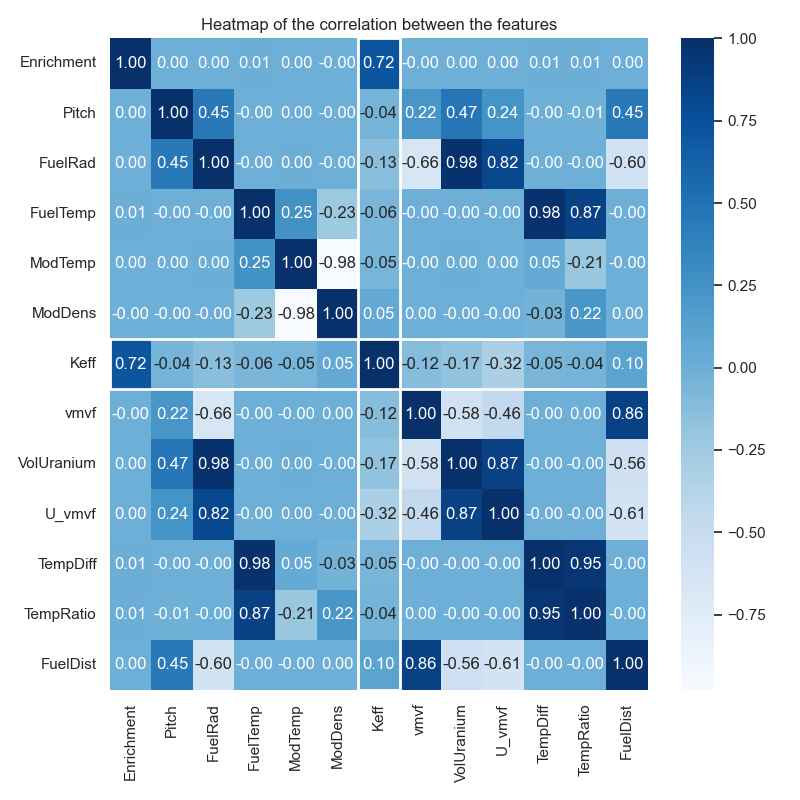 Heatmap of the correlation between the features
Enrichment 1.00 0.00 0.00 0.01 0.00 -0.00 0.72 -0.00 0.00 0.00 0.01 0.01 0.00
Pitch 0.00 1.00 0.45 -0.00 0.00 -0.00 -0.04 0.22 0.47 0.24 -0.00 -0.01 0.45
FuelRad 0.00 0.45 1.00 -0.00 0.00 -0.00 -0.13 -0.66 0.98 0.82 -0.00 -0.00 -0.60
FuelTemp 0.01 -0.00 -0.00 1.00 0.25 -0.23 -0.06 -0.00 -0.00 -0.00 0.98 0.87 -0.00
ModTemp 0.00 0.00 0.00 0.25 1.00 -0.98 -0.05 -0.00 0.00 0.00 0.05 -0.21 -0.00
ModDens -0.00 -0.00 -0.00 -0.23 -0.98 1.00 0.05 0.00 -0.00 -0.00 -0.03 0.22 0.00
Keff 0.72 -0.04 -0.13 -0.06 -0.05 0.05 1.00 -0.12 -0.17 -0.32 -0.05 -0.04 0.10
vmvf -0.00 0.22 -0.66 -0.00 -0.00 0.00 -0.12 1.00 -0.58 -0.46 -0.00 0.00 0.86
VolUranium 0.00 0.47 0.98 -0.00 0.00 -0.00 -0.17 -0.58 1.00 0.87 -0.00 -0.00 -0.56
U_vmvf 0.00 0.24 0.82 -0.00 0.00 -0.00 -0.32 -0.46 0.87 1.00 -0.00 -0.00 -0.61
TempDiff 0.01 -0.00 -0.00 0.98 0.05 -0.03 -0.05 -0.00 -0.00 -0.00 1.00 0.95 -0.00
TempRatio 0.01 -0.01 -0.00 0.87 -0.21 0.22 -0.04 0.00 -0.00 -0.00 0.95 1.00 -0.00
FuelDist 0.00 0.45 -0.60 -0.00 -0.00 0.00 0.10 0.86 -0.56 -0.61 -0.00 -0.00 1.00
Enrichment Pitch FuelRad FuelTemp ModTemp ModDens Keff vmvf VolUranium U_vmvf TempDiff TempRatio FuelDist
1.00
0.75
0.50
0.25
0.00
−0.25
−0.50
−0.75